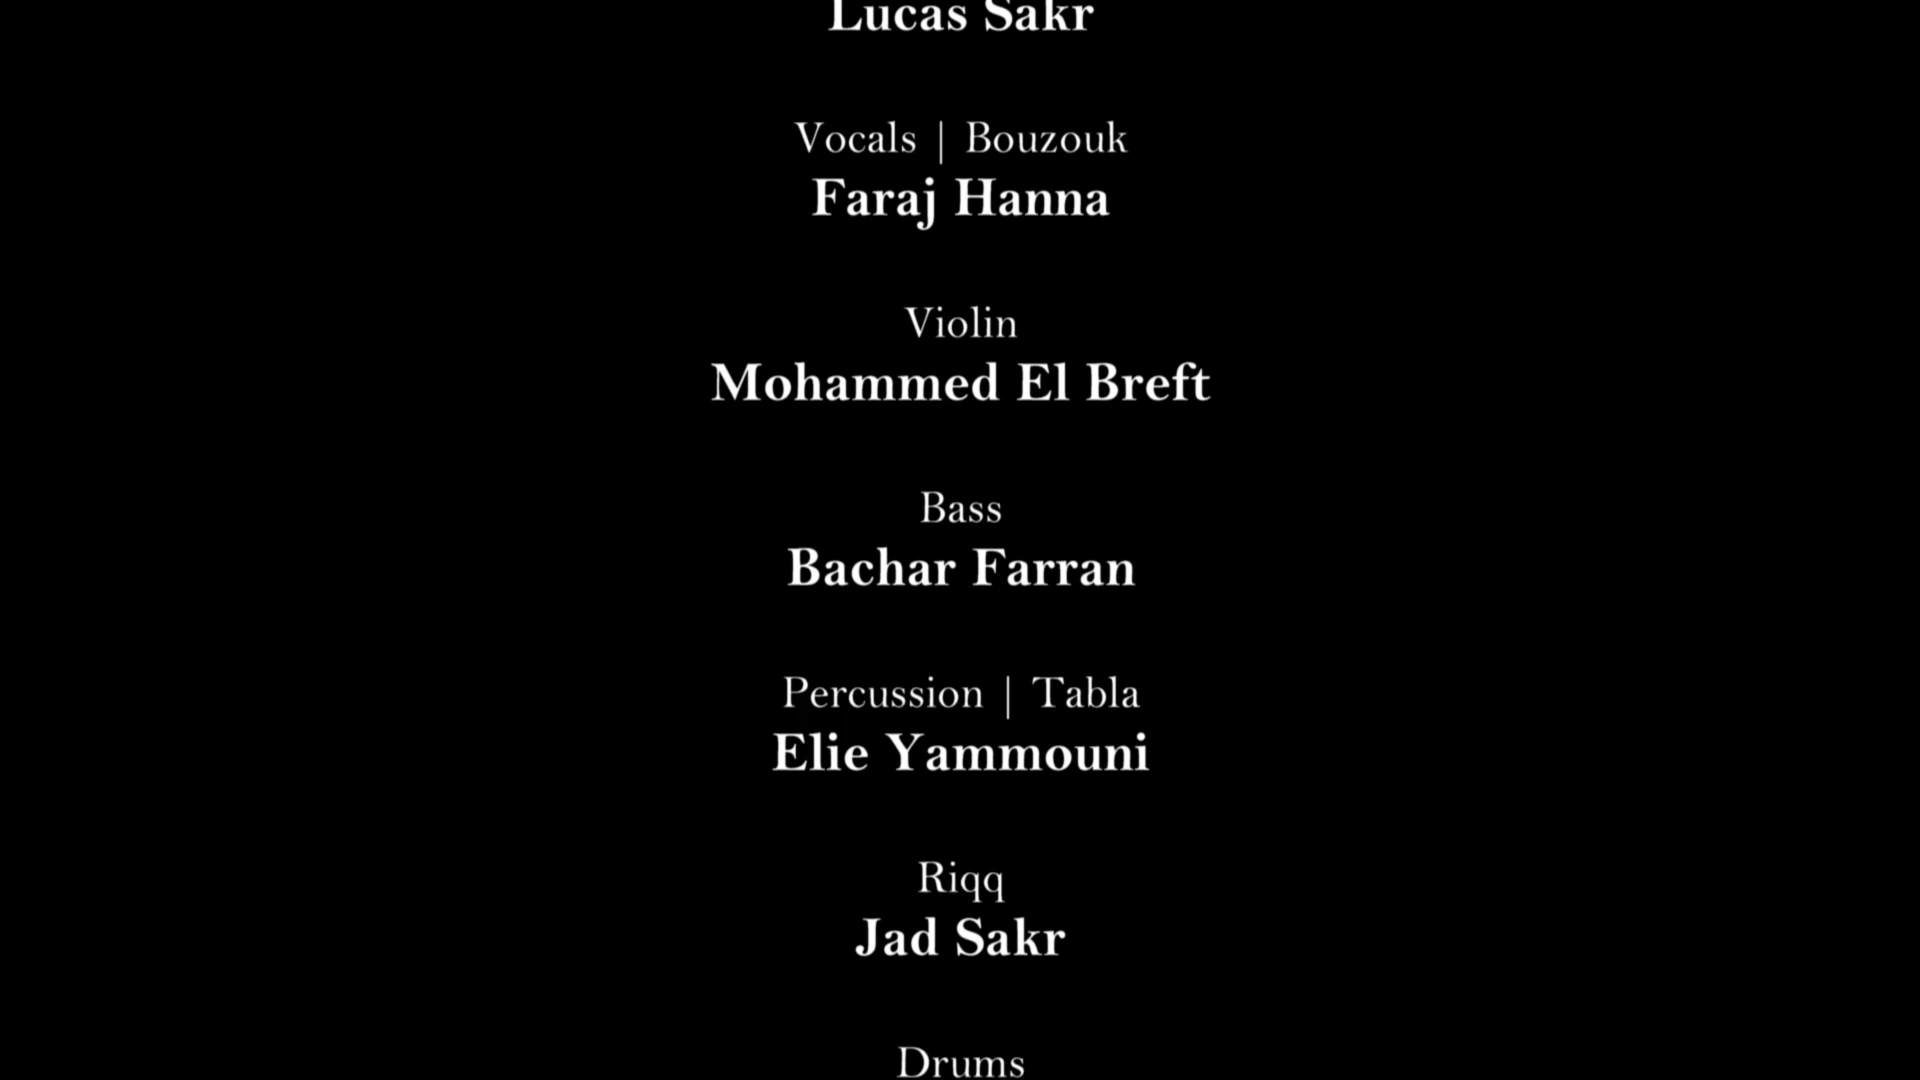 Lucas Sakr
Vocals | Bouzouk
Faraj Hanna
Violin
Mohammed El Breft
Bass
Bachar Farran
Percussion | Tabla
Elie Yammouni
Riqq
Jad Sakr
Drums